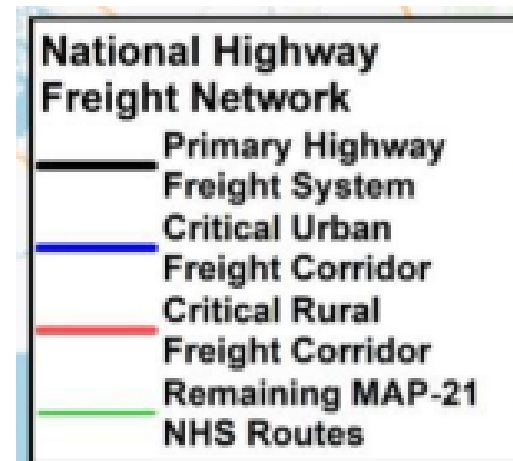 National Highway
Freight Network
Primary Highway
Freight System
Critical Urban
Freight Corridor
Critical Rural
Freight Corridor
Remaining MAP-21
NHS Routes